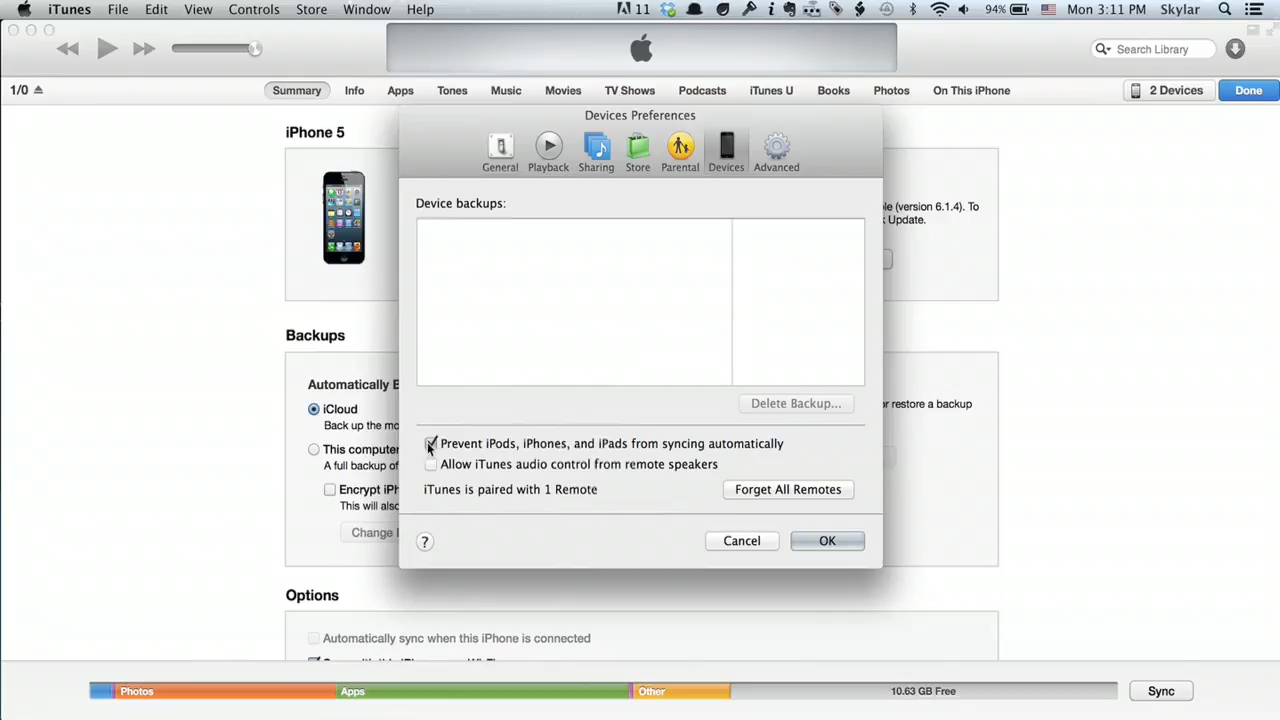 iTunes File Edit View Controls Store Window Help 11 94% Mon 3:11 PM Skylar
Search Library
1/0 Summary Info Apps Tones Music Movies TV Shows Podcasts iTunes U Books Photos On This iPhone 2 Devices Done
Devices Preferences
iPhone 5
General Playback Sharing Store Parental Devices Advanced
Device backups:
(version 6.1.4). To
Update.
Backups
Delete Backup...
Automatically
iCloud
or restore a backup
Back up the
This computer
A full backup of
Encrypt
This will
Change
Prevent iPods, iPhones, and iPads from syncing automatically
Allow iTunes audio control from remote speakers
iTunes is paired with 1 Remote Forget All Remotes
? Cancel OK
Options
Automatically sync when this iPhone is connected
Photos Apps Other 10.63 GB Free Sync